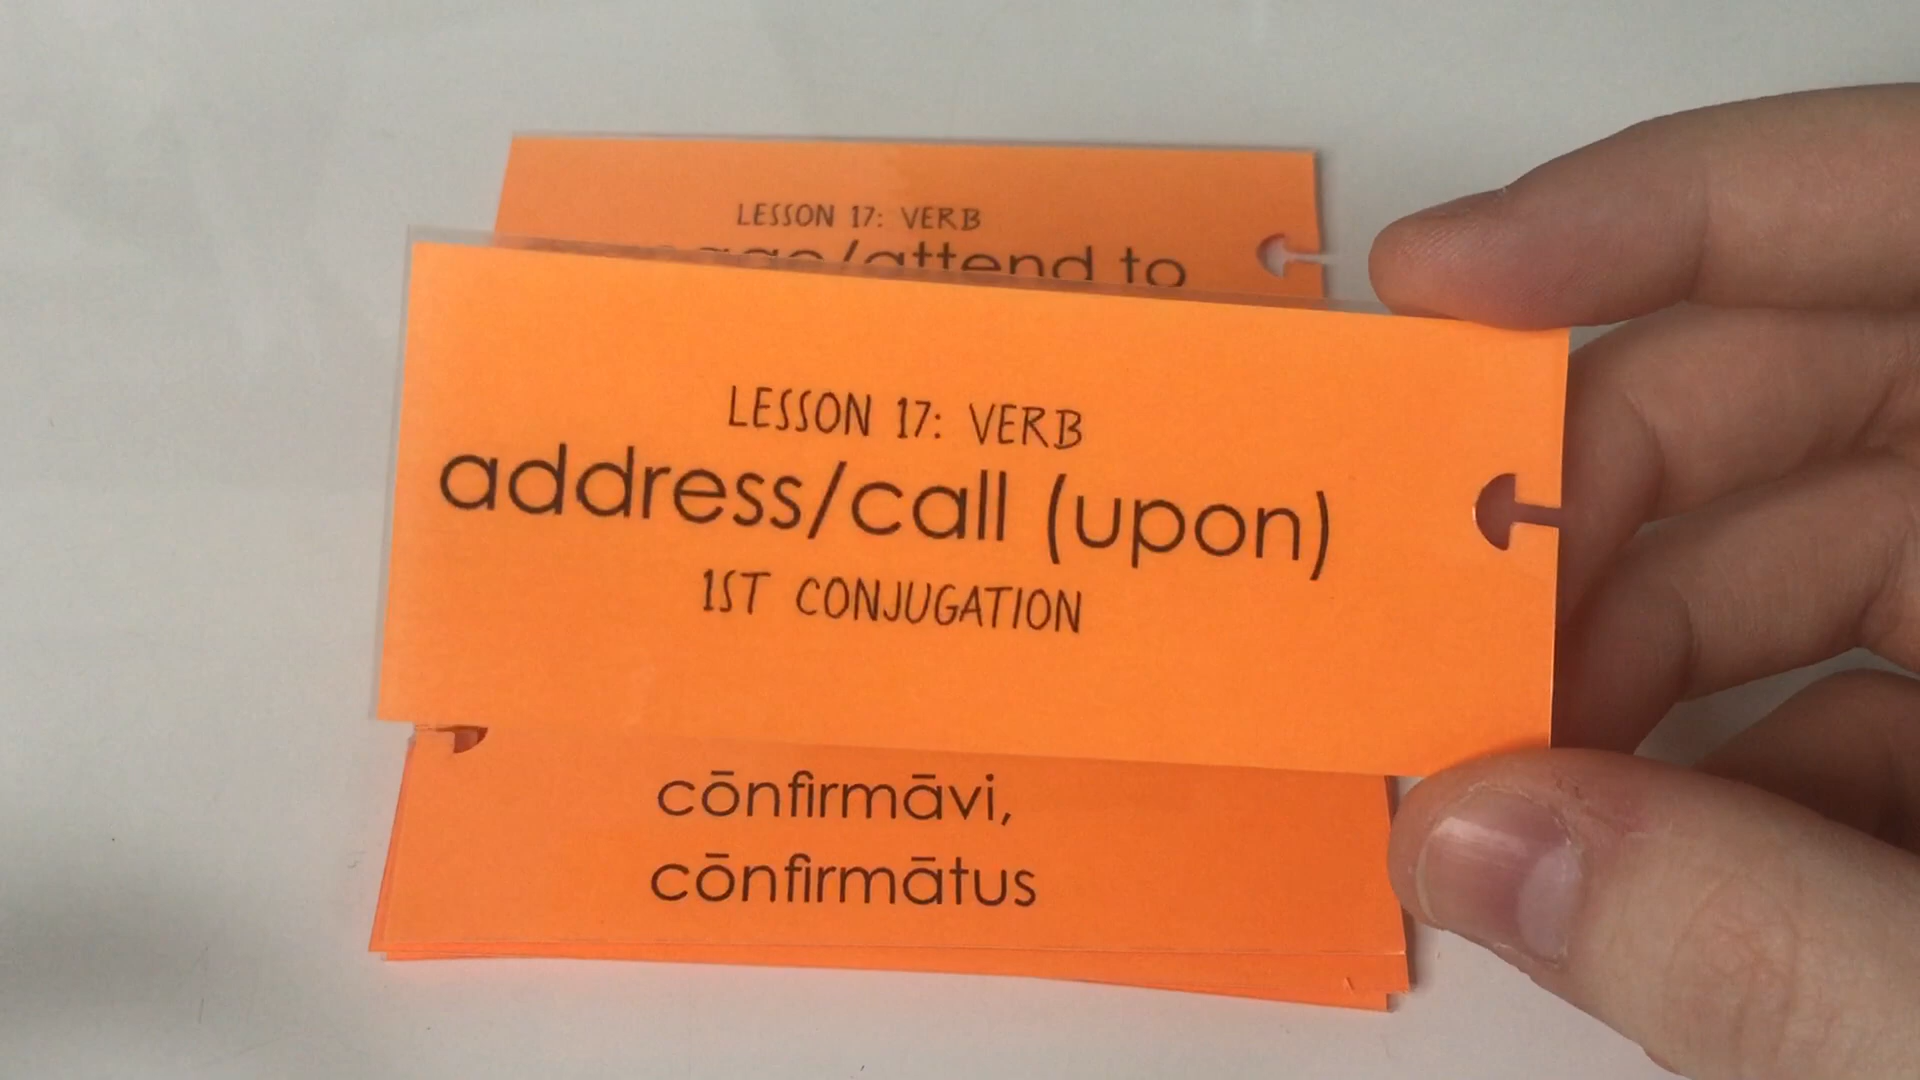 LESSON 17: VERB
attend to
LESSON 17: VERB
address/call (upon)
1ST CONJUGATION
cōnfirmāvi,
cōnfirmātus